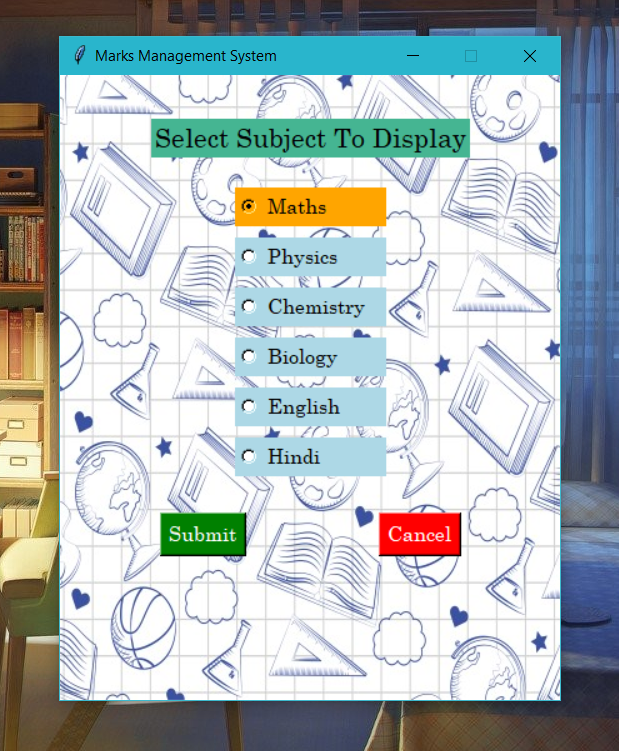 Marks Management System
Select Subject To Display
Maths
Physics
Chemistry
Biology
English
Hindi
Submit
Cancel